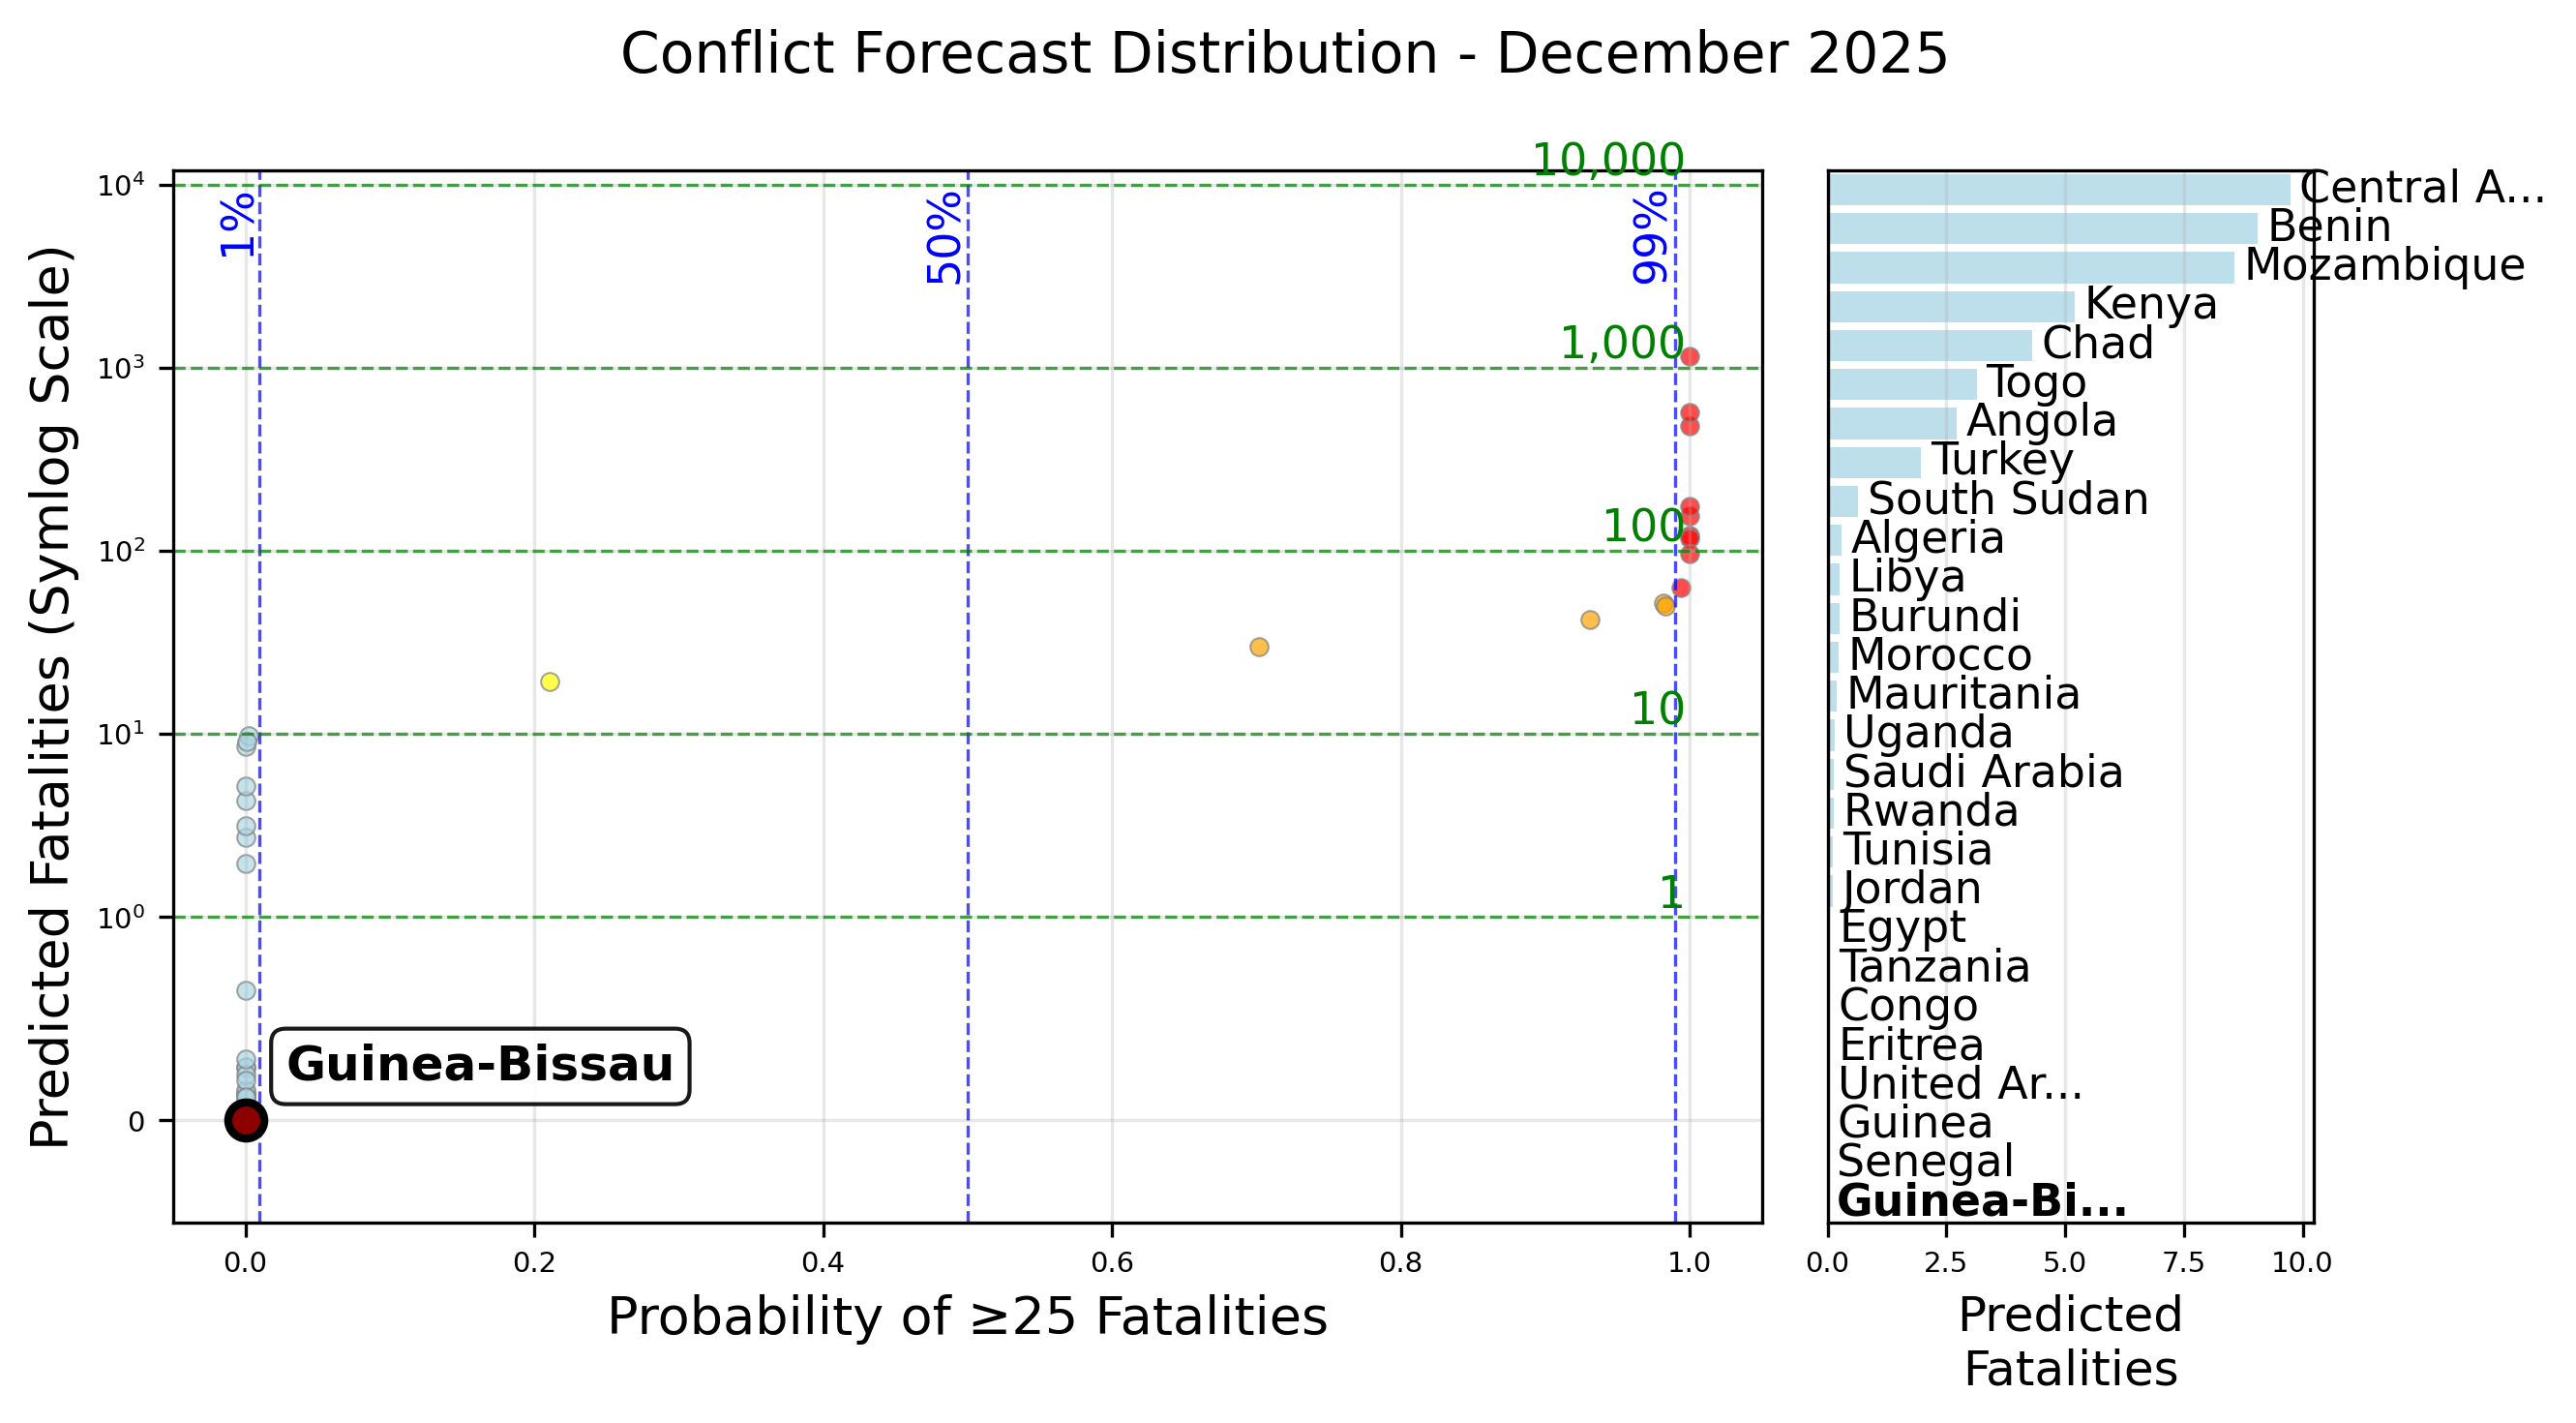 Conflict Forecast Distribution - December 2025
Predicted Fatalities (Symlog Scale)
10⁴
10³
10²
10¹
10⁰
0
1%
50%
99%
10,000
1,000
100
10
1
Guinea-Bissau
0.0
0.2
0.4
0.6
0.8
1.0
Probability of ≥25 Fatalities
Central A...
Benin
Mozambique
Kenya
Chad
Togo
Angola
Turkey
South Sudan
Algeria
Libya
Burundi
Morocco
Mauritania
Uganda
Saudi Arabia
Rwanda
Tunisia
Jordan
Egypt
Tanzania
Congo
Eritrea
United Ar...
Guinea
Senegal
Guinea-Bi...
0.0
2.5
5.0
7.5
10.0
Predicted
Fatalities